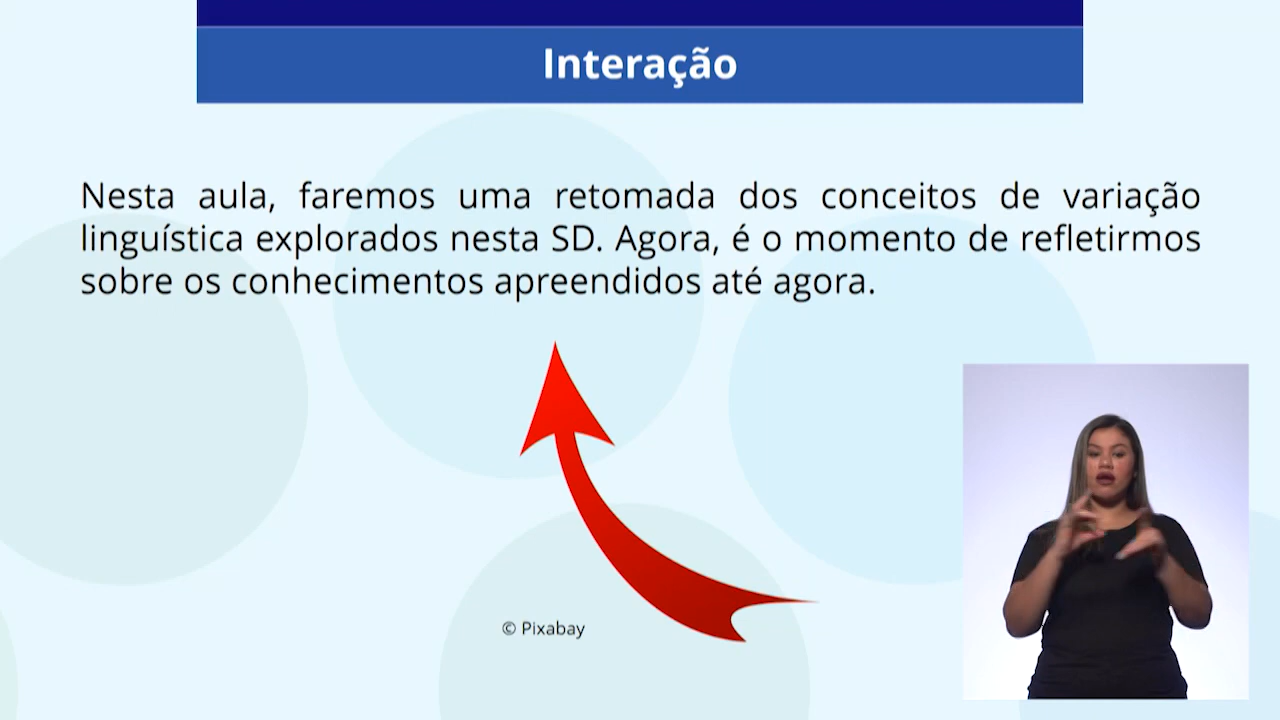 Interação
Nesta aula, faremos uma retomada dos conceitos de variação
linguística explorados nesta SD. Agora, é o momento de refletirmos
sobre os conhecimentos apreendidos até agora.
© Pixabay